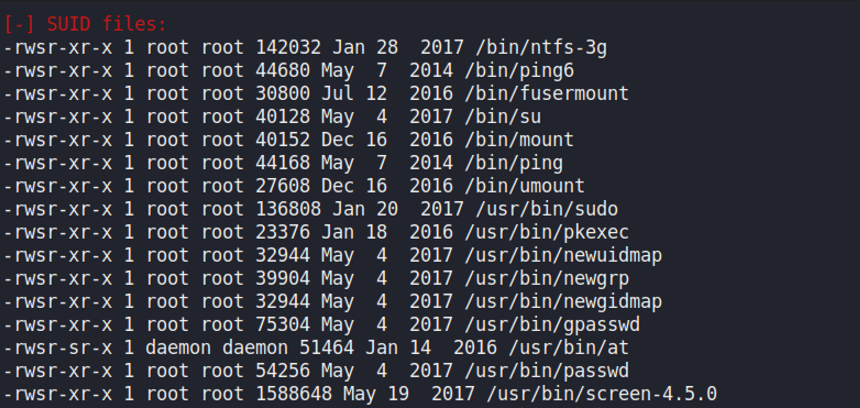 [-] SUID files:
-rwsr-xr-x 1 root root 142032 Jan 28  2017 /bin/ntfs-3g
-rwsr-xr-x 1 root root 44680 May  7  2014 /bin/ping6
-rwsr-xr-x 1 root root 30800 Jul 12  2016 /bin/fusermount
-rwsr-xr-x 1 root root 40128 May  4  2017 /bin/su
-rwsr-xr-x 1 root root 40152 Dec 16  2016 /bin/mount
-rwsr-xr-x 1 root root 44168 May  7  2014 /bin/ping
-rwsr-xr-x 1 root root 27608 Dec 16  2016 /bin/umount
-rwsr-xr-x 1 root root 136808 Jan 20  2017 /usr/bin/sudo
-rwsr-xr-x 1 root root 23376 Jan 18  2016 /usr/bin/pkexec
-rwsr-xr-x 1 root root 32944 May  4  2017 /usr/bin/newuidmap
-rwsr-xr-x 1 root root 39904 May  4  2017 /usr/bin/newgrp
-rwsr-xr-x 1 root root 32944 May  4  2017 /usr/bin/newgidmap
-rwsr-xr-x 1 root root 75304 May  4  2017 /usr/bin/gpasswd
-rwsr-sr-x 1 daemon daemon 51464 Jan 14  2016 /usr/bin/at
-rwsr-xr-x 1 root root 54256 May  4  2017 /usr/bin/passwd
-rwsr-xr-x 1 root root 1588648 May 19  2017 /usr/bin/screen-4.5.0